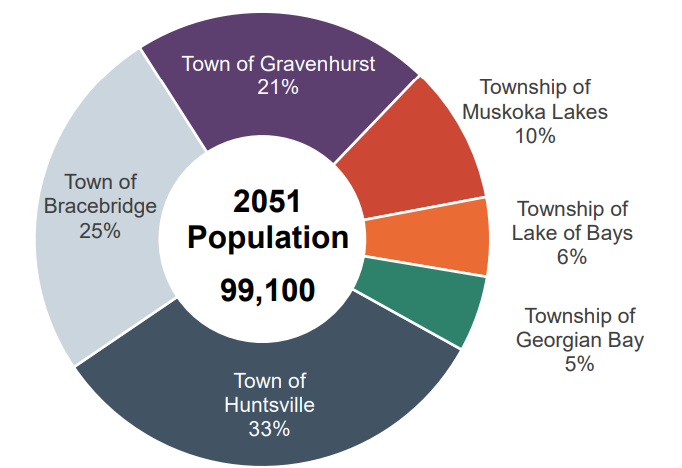 Town of Gravenhurst
21%
Township of
Muskoka Lakes
10%
Town of
Bracebridge
25%
2051
Population
99,100
Township of
Lake of Bays
6%
Township of
Georgian Bay
5%
Town of
Huntsville
33%